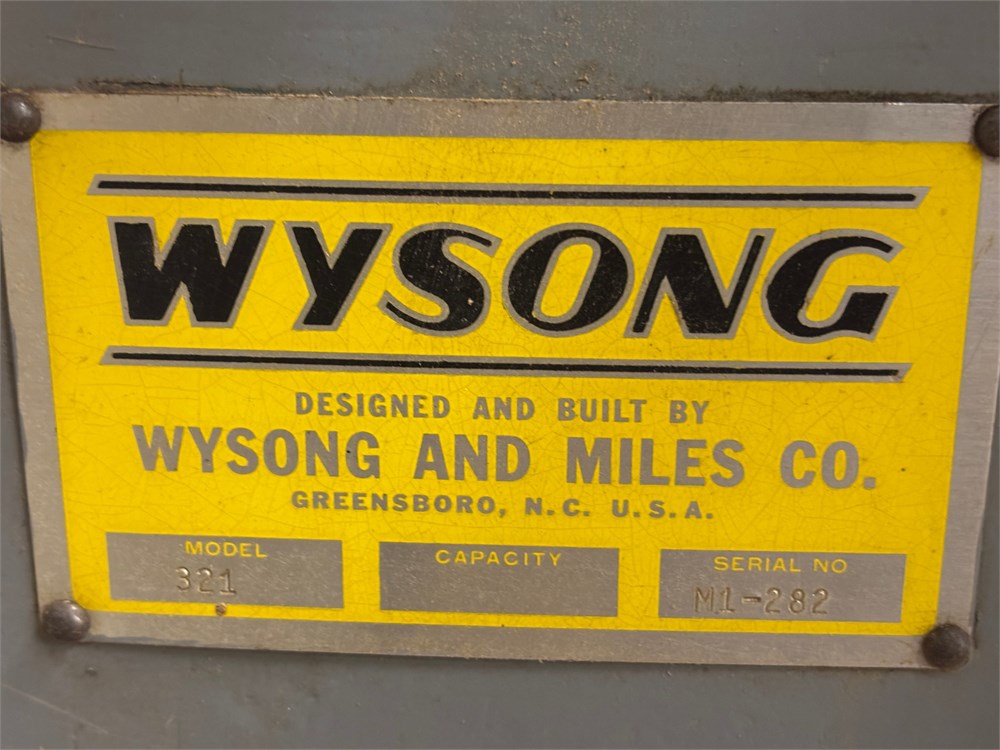 WYSONG
DESIGNED AND BUILT BY
WYSONG AND MILES CO.
GREENSBORO, N.C. U.S.A.
MODEL CAPACITY SERIAL NO
321 M1-282